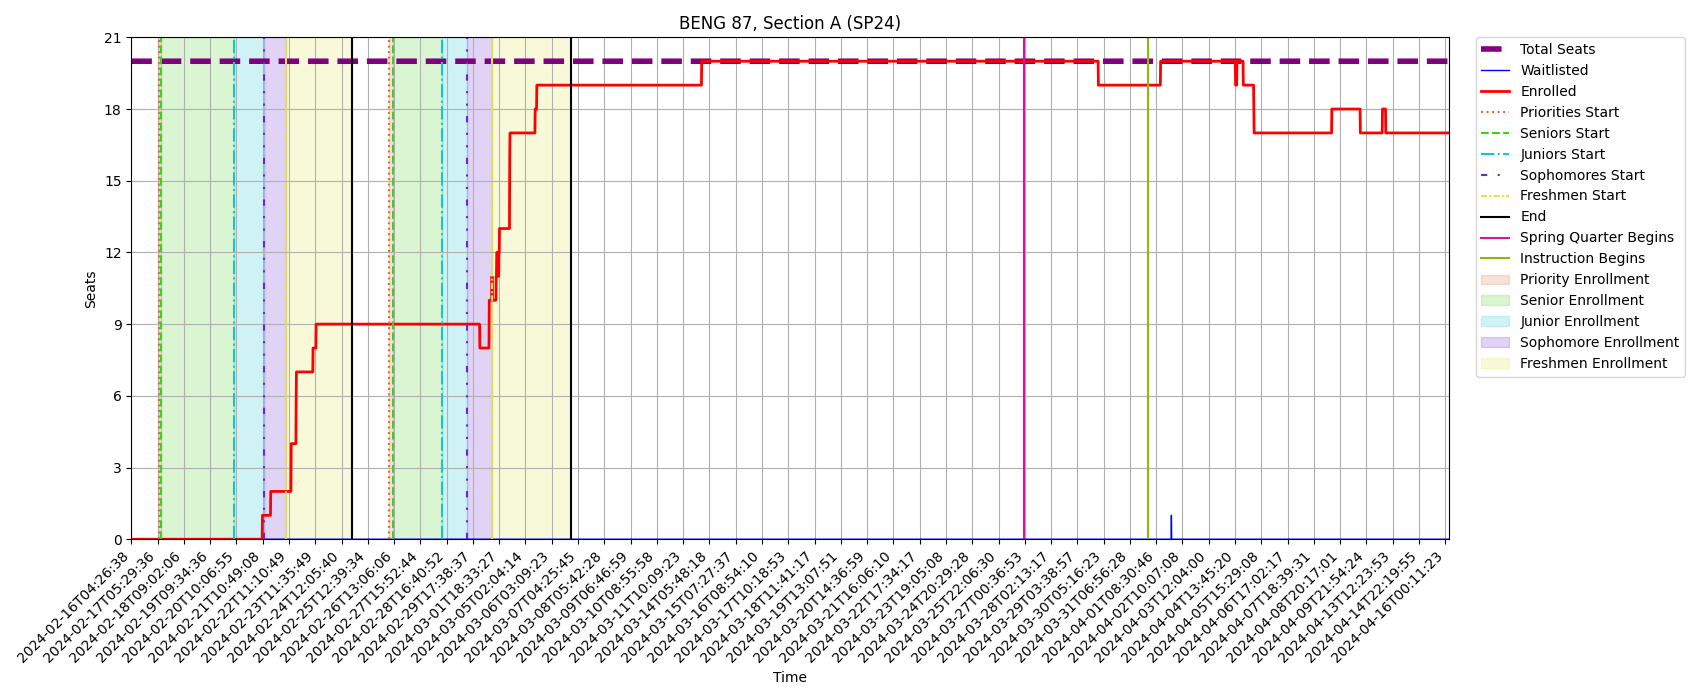 BENG 87, Section A (SP24)
21
18
15
12
9
6
3
0
Seats
Total Seats
Waitlisted
Enrolled
Priorities Start
Seniors Start
Juniors Start
Sophomores Start
Freshmen Start
End
Spring Quarter Begins
Instruction Begins
Priority Enrollment
Senior Enrollment
Junior Enrollment
Sophomore Enrollment
Freshmen Enrollment
2024-02-16T04:26:38
2024-02-17T05:29:36
2024-02-18T09:02:06
2024-02-19T09:34:36
2024-02-20T10:06:55
2024-02-21T10:49:08
2024-02-22T11:10:49
2024-02-23T11:35:49
2024-02-24T12:05:40
2024-02-25T12:39:34
2024-02-26T13:06:06
2024-02-27T15:52:44
2024-02-28T16:40:52
2024-02-29T17:38:37
2024-03-01T18:33:27
2024-03-05T02:04:14
2024-03-06T03:09:23
2024-03-07T04:25:45
2024-03-08T05:42:28
2024-03-09T06:46:59
2024-03-10T08:55:58
2024-03-11T10:09:23
2024-03-14T05:48:18
2024-03-15T07:27:37
2024-03-16T08:54:10
2024-03-17T10:18:53
2024-03-18T11:41:17
2024-03-19T13:07:51
2024-03-20T14:36:59
2024-03-21T16:06:10
2024-03-22T17:34:17
2024-03-23T19:05:08
2024-03-24T20:29:28
2024-03-25T22:06:30
2024-03-27T00:36:53
2024-03-28T02:13:17
2024-03-29T03:38:57
2024-03-30T05:16:23
2024-03-31T06:56:28
2024-04-01T08:30:46
2024-04-02T10:07:08
2024-04-03T12:04:00
2024-04-04T13:45:20
2024-04-05T15:29:08
2024-04-06T17:02:17
2024-04-07T18:39:31
2024-04-08T20:17:01
2024-04-09T21:54:24
2024-04-13T12:23:53
2024-04-14T22:19:55
2024-04-16T00:11:23
Time